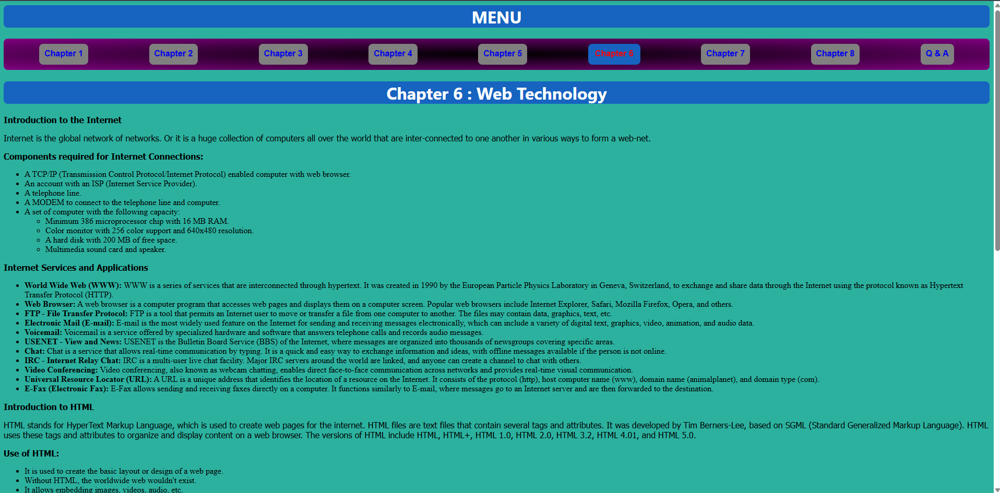 MENU
Chapter 1 Chapter 2 Chapter 3 Chapter 4 Chapter 5 Chapter 6 Chapter 7 Chapter 8 Q & A
Chapter 6 : Web Technology
Introduction to the Internet
Internet is the global network of networks. Or it is a huge collection of computers all over the world that are inter-connected to one another in various ways to form a web-net.
Components required for Internet Connections:
• A TCP/IP (Transmission Control Protocol/Internet Protocol) enabled computer with web browser.
• An account with an ISP (Internet Service Provider).
• A telephone line.
• A MODEM to connect to the telephone line and computer.
• A set of computer with the following capacity:
◦ Minimum 386 microprocessor chip with 16 MB RAM.
◦ Color monitor with 256 color support and 640x480 resolution.
◦ A hard disk with 200 MB of free space.
◦ Multimedia sound card and speaker.
Internet Services and Applications
• World Wide Web (WWW): WWW is a series of services that are interconnected through hypertext. It was created in 1990 by the European Particle Physics Laboratory in Geneva, Switzerland, to exchange and share data through the Internet using the protocol known as Hypertext
Transfer Protocol (HTTP).
• Web Browser: A web browser is a computer program that accesses web pages and displays them on a computer screen. Popular web browsers include Internet Explorer, Safari, Mozilla Firefox, Opera, and others.
• FTP - File Transfer Protocol: FTP is a tool that permits an Internet user to move or transfer a file from one computer to another. The files may contain data, graphics, text, etc.
• Electronic Mail (E-mail): E-mail is the most widely used feature on the Internet for sending and receiving messages electronically, which can include a variety of digital text, graphics, video, animation, and audio data.
• Voicemail: Voicemail is a service offered by specialized hardware and software that answers telephone calls and records audio messages.
• USENET - View and News: USENET is the Bulletin Board Service (BBS) of the Internet, where messages are organized into thousands of newsgroups covering specific areas.
• Chat: Chat is a service that allows real-time communication by typing. It is a quick and easy way to exchange information and ideas, with offline messages available if the person is not online.
• IRC - Internet Relay Chat: IRC is a multi-user live chat facility. Major IRC servers around the world are linked, and anyone can create a channel to chat with others.
• Video Conferencing: Video conferencing, also known as webcam chatting, enables direct face-to-face communication across networks and provides real-time visual communication.
• Universal Resource Locator (URL): A URL is a unique address that identifies the location of a resource on the Internet. It consists of the protocol (http), host computer name (www), domain name (animalplanet), and domain type (com).
• E-Fax (Electronic Fax): E-Fax allows sending and receiving faxes directly on a computer. It functions similarly to E-mail, where messages go to an Internet server and are then forwarded to the destination.
Introduction to HTML
HTML stands for HyperText Markup Language, which is used to create web pages for the internet. HTML files are text files that contain several tags and attributes. It was developed by Tim Berners-Lee, based on SGML (Standard Generalized Markup Language). HTML
uses these tags and attributes to organize and display content on a web browser. The versions of HTML include HTML, HTML+, HTML 1.0, HTML 2.0, HTML 3.2, HTML 4.01, and HTML 5.0.
Use of HTML:
• It is used to create the basic layout or design of a web page.
• Without HTML, the worldwide web wouldn't exist.
• It allows embedding images, videos, audio, etc.